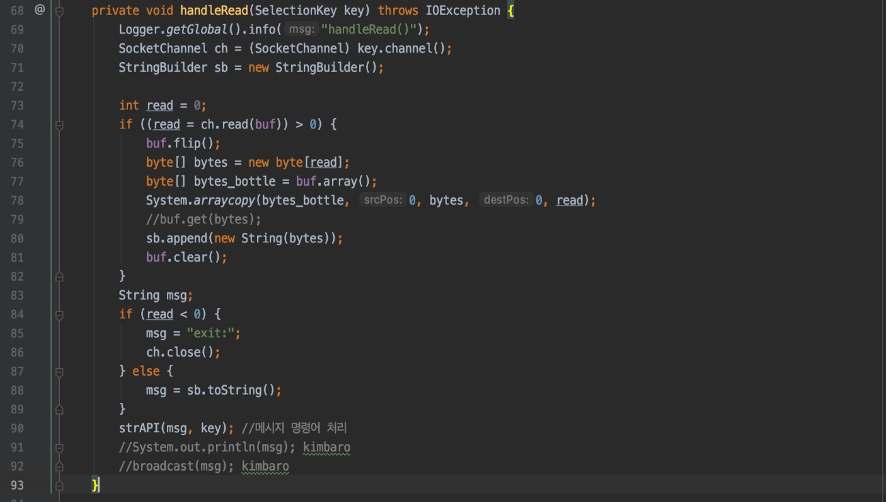 68 @ private void handleRead(SelectionKey key) throws IOException {
69 Logger.getGlobal().info( msg: "handleRead()");
70 SocketChannel ch = (SocketChannel) key.channel();
71 StringBuilder sb = new StringBuilder();
72
73 int read = 0;
74 if ((read = ch.read(buf)) > 0) {
75 buf.flip();
76 byte[] bytes = new byte[read];
77 byte[] bytes_bottle = buf.array();
78 System.arraycopy(bytes_bottle, srcPos: 0, bytes, destPos: 0, read);
79 //buf.get(bytes);
80 sb.append(new String(bytes));
81 buf.clear();
82 }
83 String msg;
84 if (read < 0) {
85 msg = "exit:";
86 ch.close();
87 } else {
88 msg = sb.toString();
89 }
90 strAPI(msg, key); //메시지 명령어 처리
91 //System.out.println(msg); kimbaro
92 //broadcast(msg); kimbaro
93 }